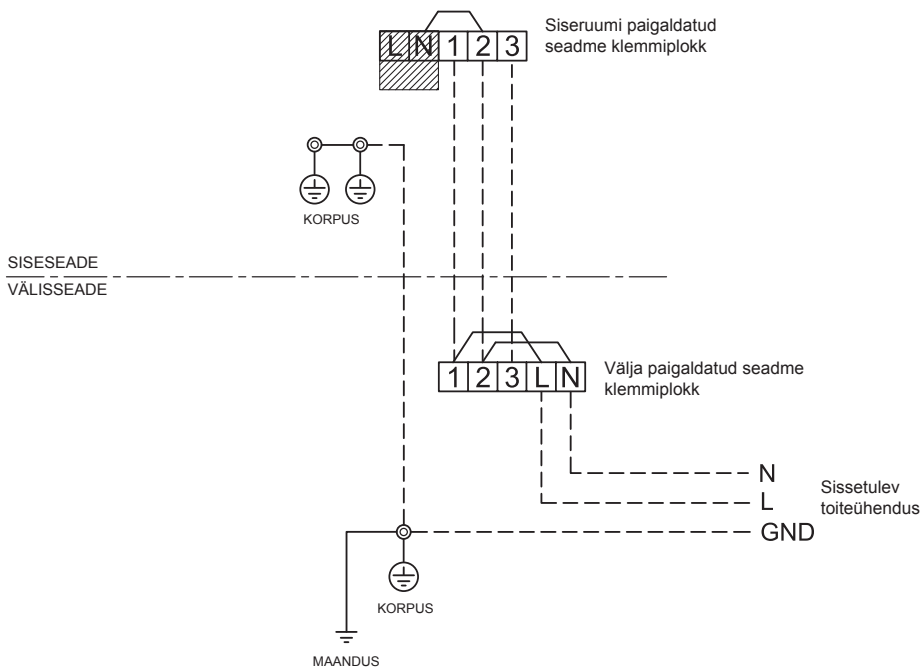 Siseruumi paigaldatud
seadme klemmiplokk
L N 1 2 3
KORPUS
SISESEADE
VÄLISSEADE
1 2 3 L N
Välja paigaldatud seadme
klemmiplokk
N
L
GND
Sissetulev
toiteühendus
KORPUS
MAANDUS